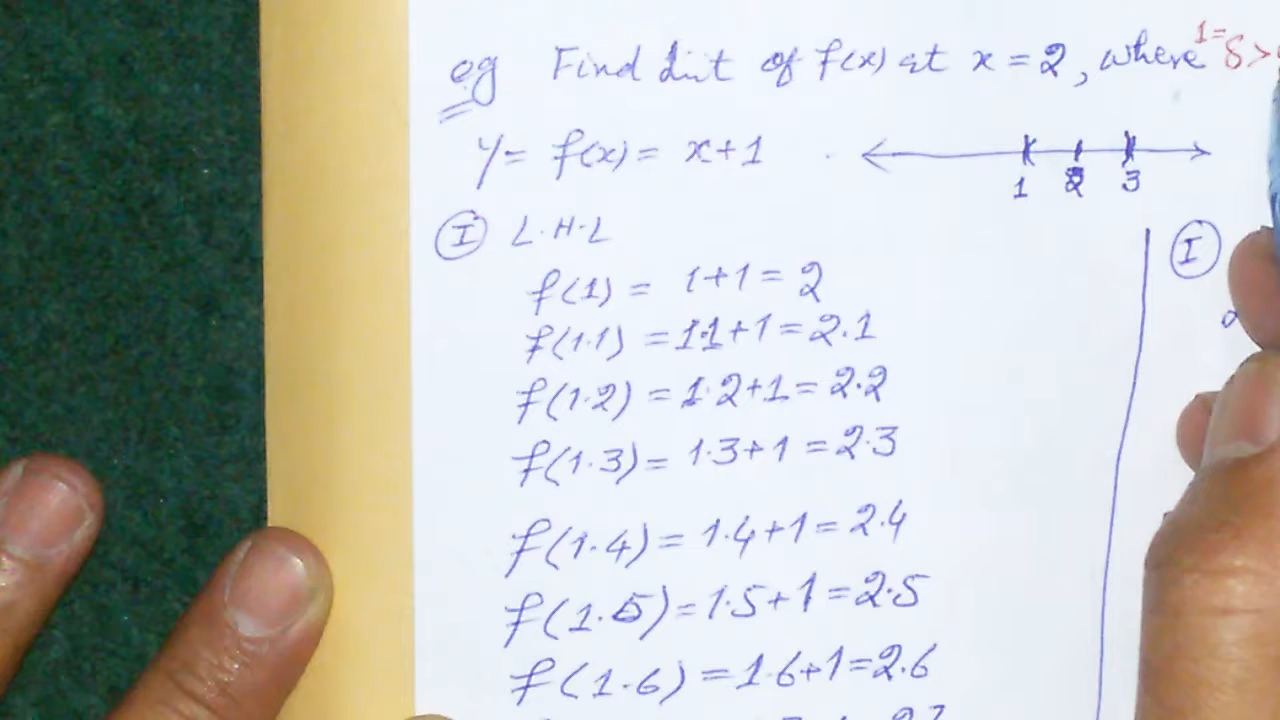 eg Find Limit of f(x) at x = 2, where 1= δ >
y = f(x) = x+1
1 2 3
I L.H.L
I
f(1) = 1+1 = 2
f(1.1) = 1.1+1 = 2.1
f(1.2) = 1.2+1 = 2.2
f(1.3) = 1.3+1 = 2.3
f(1.4) = 1.4+1 = 2.4
f(1.5) = 1.5+1 = 2.5
f(1.6) = 1.6+1 = 2.6